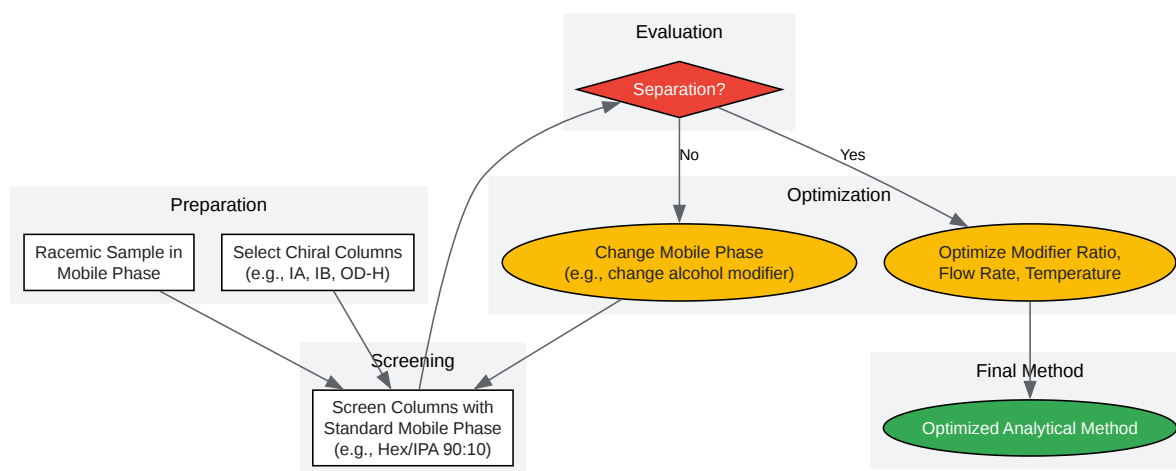 Evaluation
Separation?
No
Yes
Preparation
Racemic Sample in
Mobile Phase
Select Chiral Columns
(e.g., IA, IB, OD-H)
Optimization
Change Mobile Phase
(e.g., change alcohol modifier)
Optimize Modifier Ratio,
Flow Rate, Temperature
Screening
Screen Columns with
Standard Mobile Phase
(e.g., Hex/IPA 90:10)
Final Method
Optimized Analytical Method